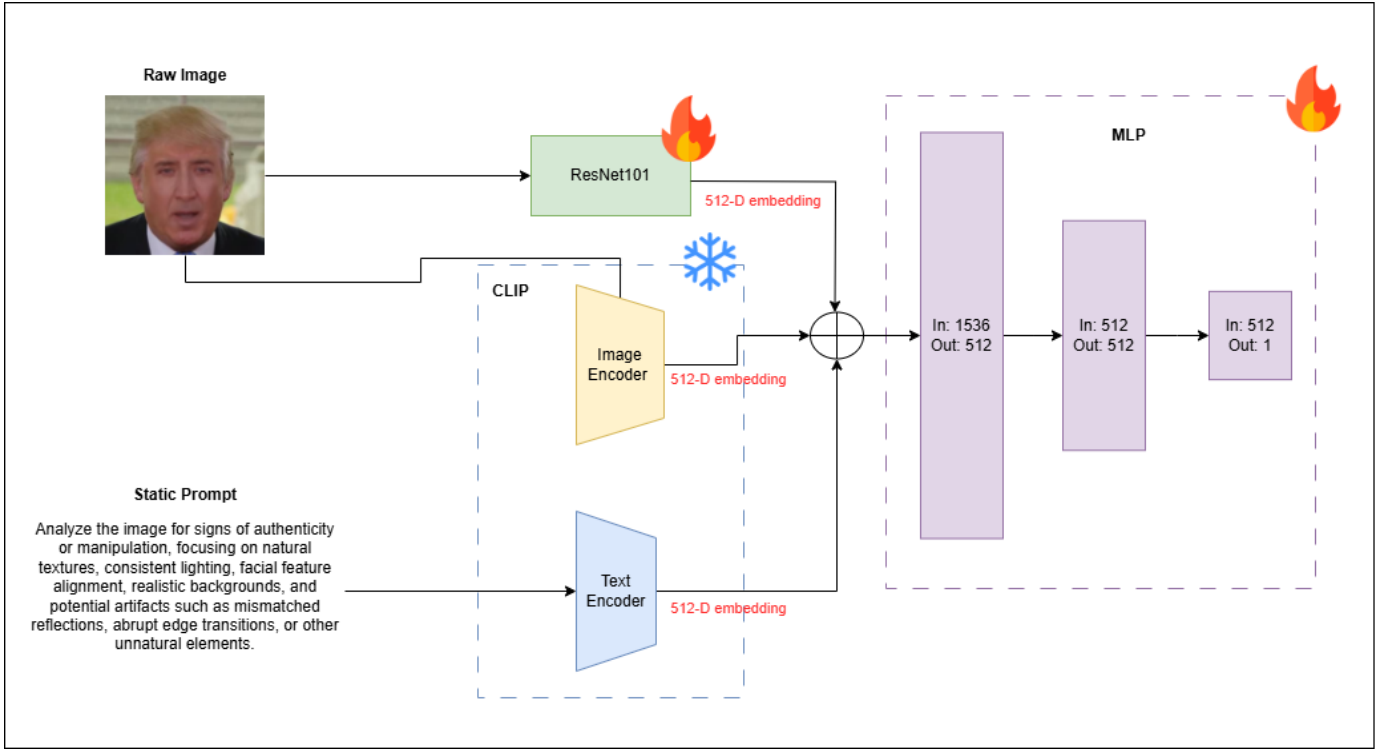 Raw Image
ResNet101
512-D embedding
MLP
CLIP
Image
Encoder
512-D embedding
In: 1536
Out: 512
In: 512
Out: 512
In: 512
Out: 1
Static Prompt
Analyze the image for signs of authenticity
or manipulation, focusing on natural
textures, consistent lighting, facial feature
alignment, realistic backgrounds, and
potential artifacts such as mismatched
reflections, abrupt edge transitions, or other
unnatural elements.
Text
Encoder
512-D embedding